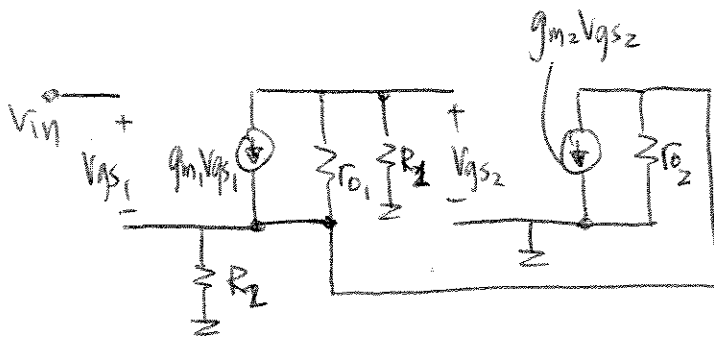 gm₂Vgs₂
Vin
+
Vgs₁
-
gm₁Vgs₁
ro₁
R1
+
Vgs₂
-
ro₂
R2